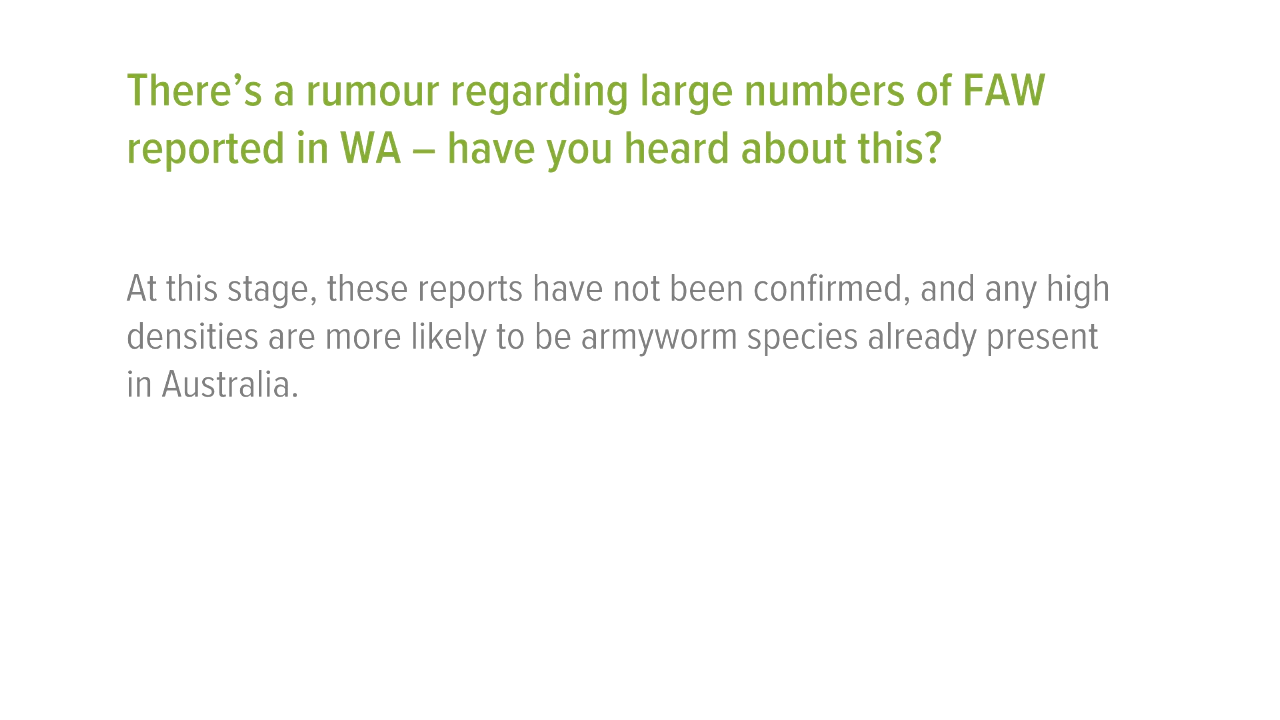 There’s a rumour regarding large numbers of FAW
reported in WA – have you heard about this?
At this stage, these reports have not been confirmed, and any high
densities are more likely to be armyworm species already present
in Australia.